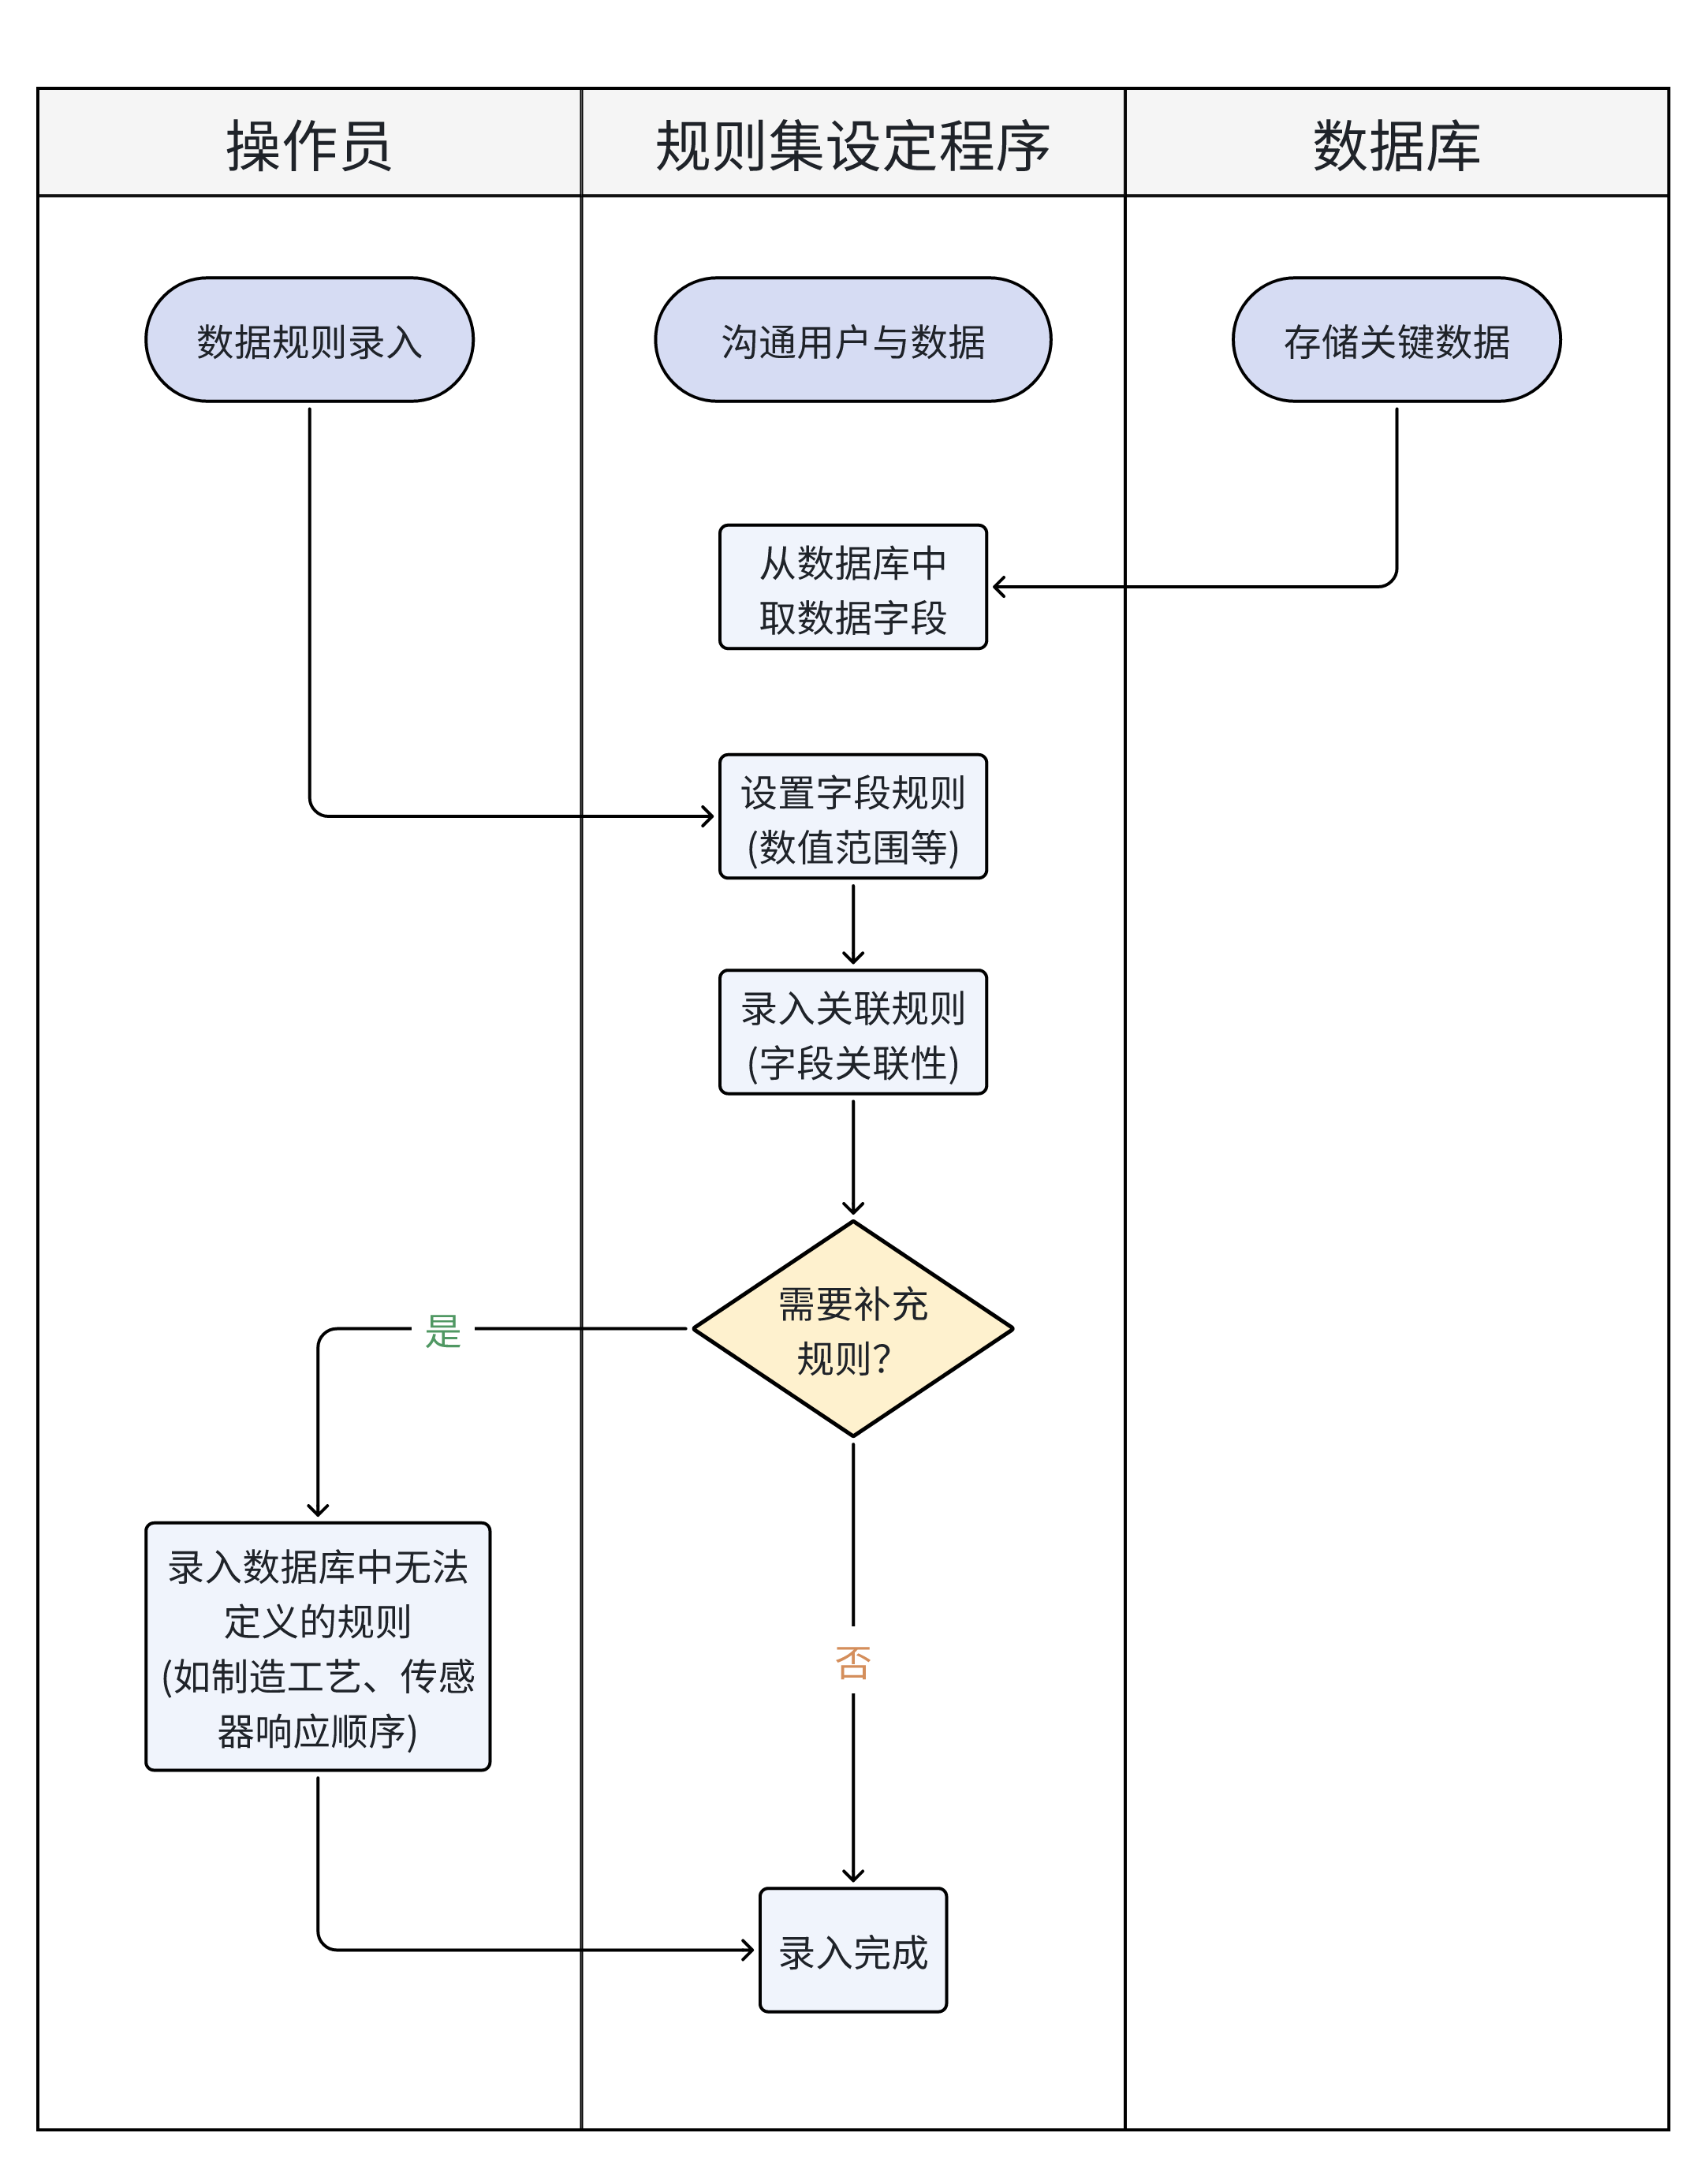 操作员
规则集设定程序
数据库
数据规则录入
沟通用户与数据
存储关键数据
从数据库中
取数据字段
设置字段规则
(数值范围等)
录入关联规则
(字段关联性)
需要补充
规则?
是
录入数据库中无法
定义的规则
(如制造工艺、传感
器响应顺序)
否
录入完成